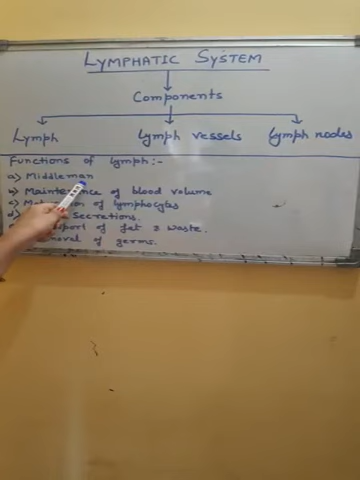 LYMPHATIC SYSTEM
Components
Lymph lymph vessels lymph nodes
Functions of lymph:-
a) Middleman
b) Maintenance of blood volume
c) of lymphocytes
d) Secretions.
of fat & waste.
of germs.